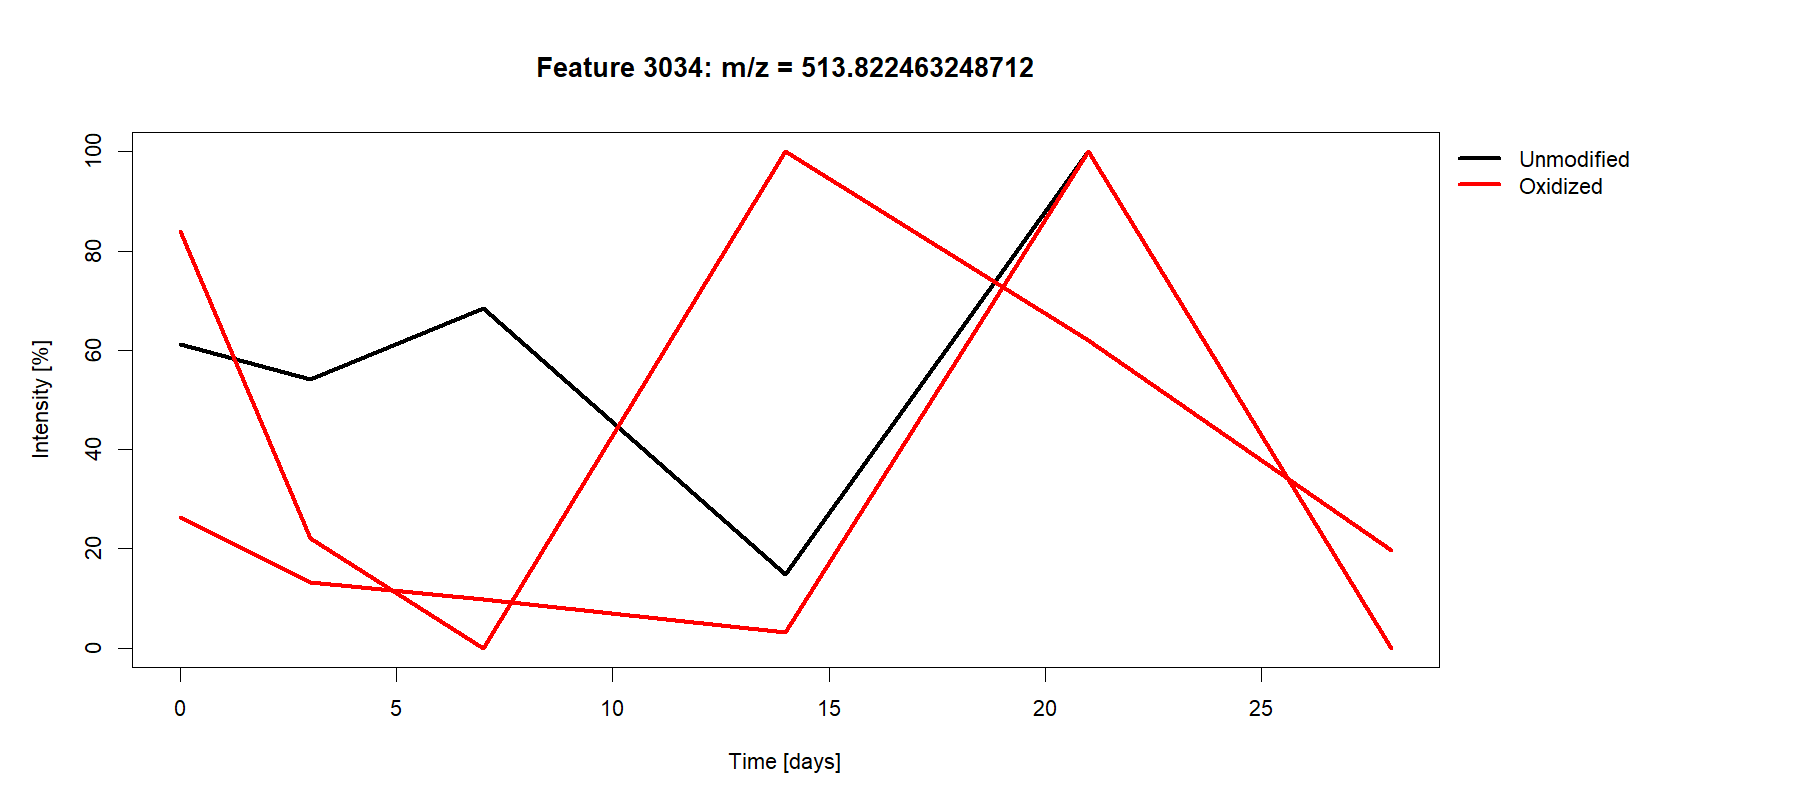 Feature 3034: m/z = 513.822463248712
Unmodified
Oxidized
Intensity [%]
100
80
60
40
20
0
0 5 10 15 20 25
Time [days]